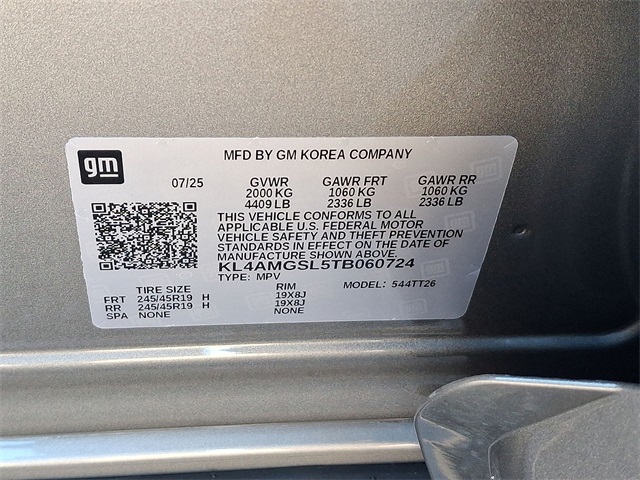 gm
MFD BY GM KOREA COMPANY
07/25 GVWR GAWR FRT GAWR RR
2000 KG 1060 KG 1060 KG
4409 LB 2336 LB 2336 LB
THIS VEHICLE CONFORMS TO ALL
APPLICABLE U.S. FEDERAL MOTOR
VEHICLE SAFETY AND THEFT PREVENTION
STANDARDS IN EFFECT ON THE DATE OF
MANUFACTURE SHOWN ABOVE.
KL4AMGSL5TB060724
TYPE: MPV
TIRE SIZE RIM MODEL: 544TT26
FRT 245/45R19 H 19X8J
RR 245/45R19 H 19X8J
SPA NONE NONE